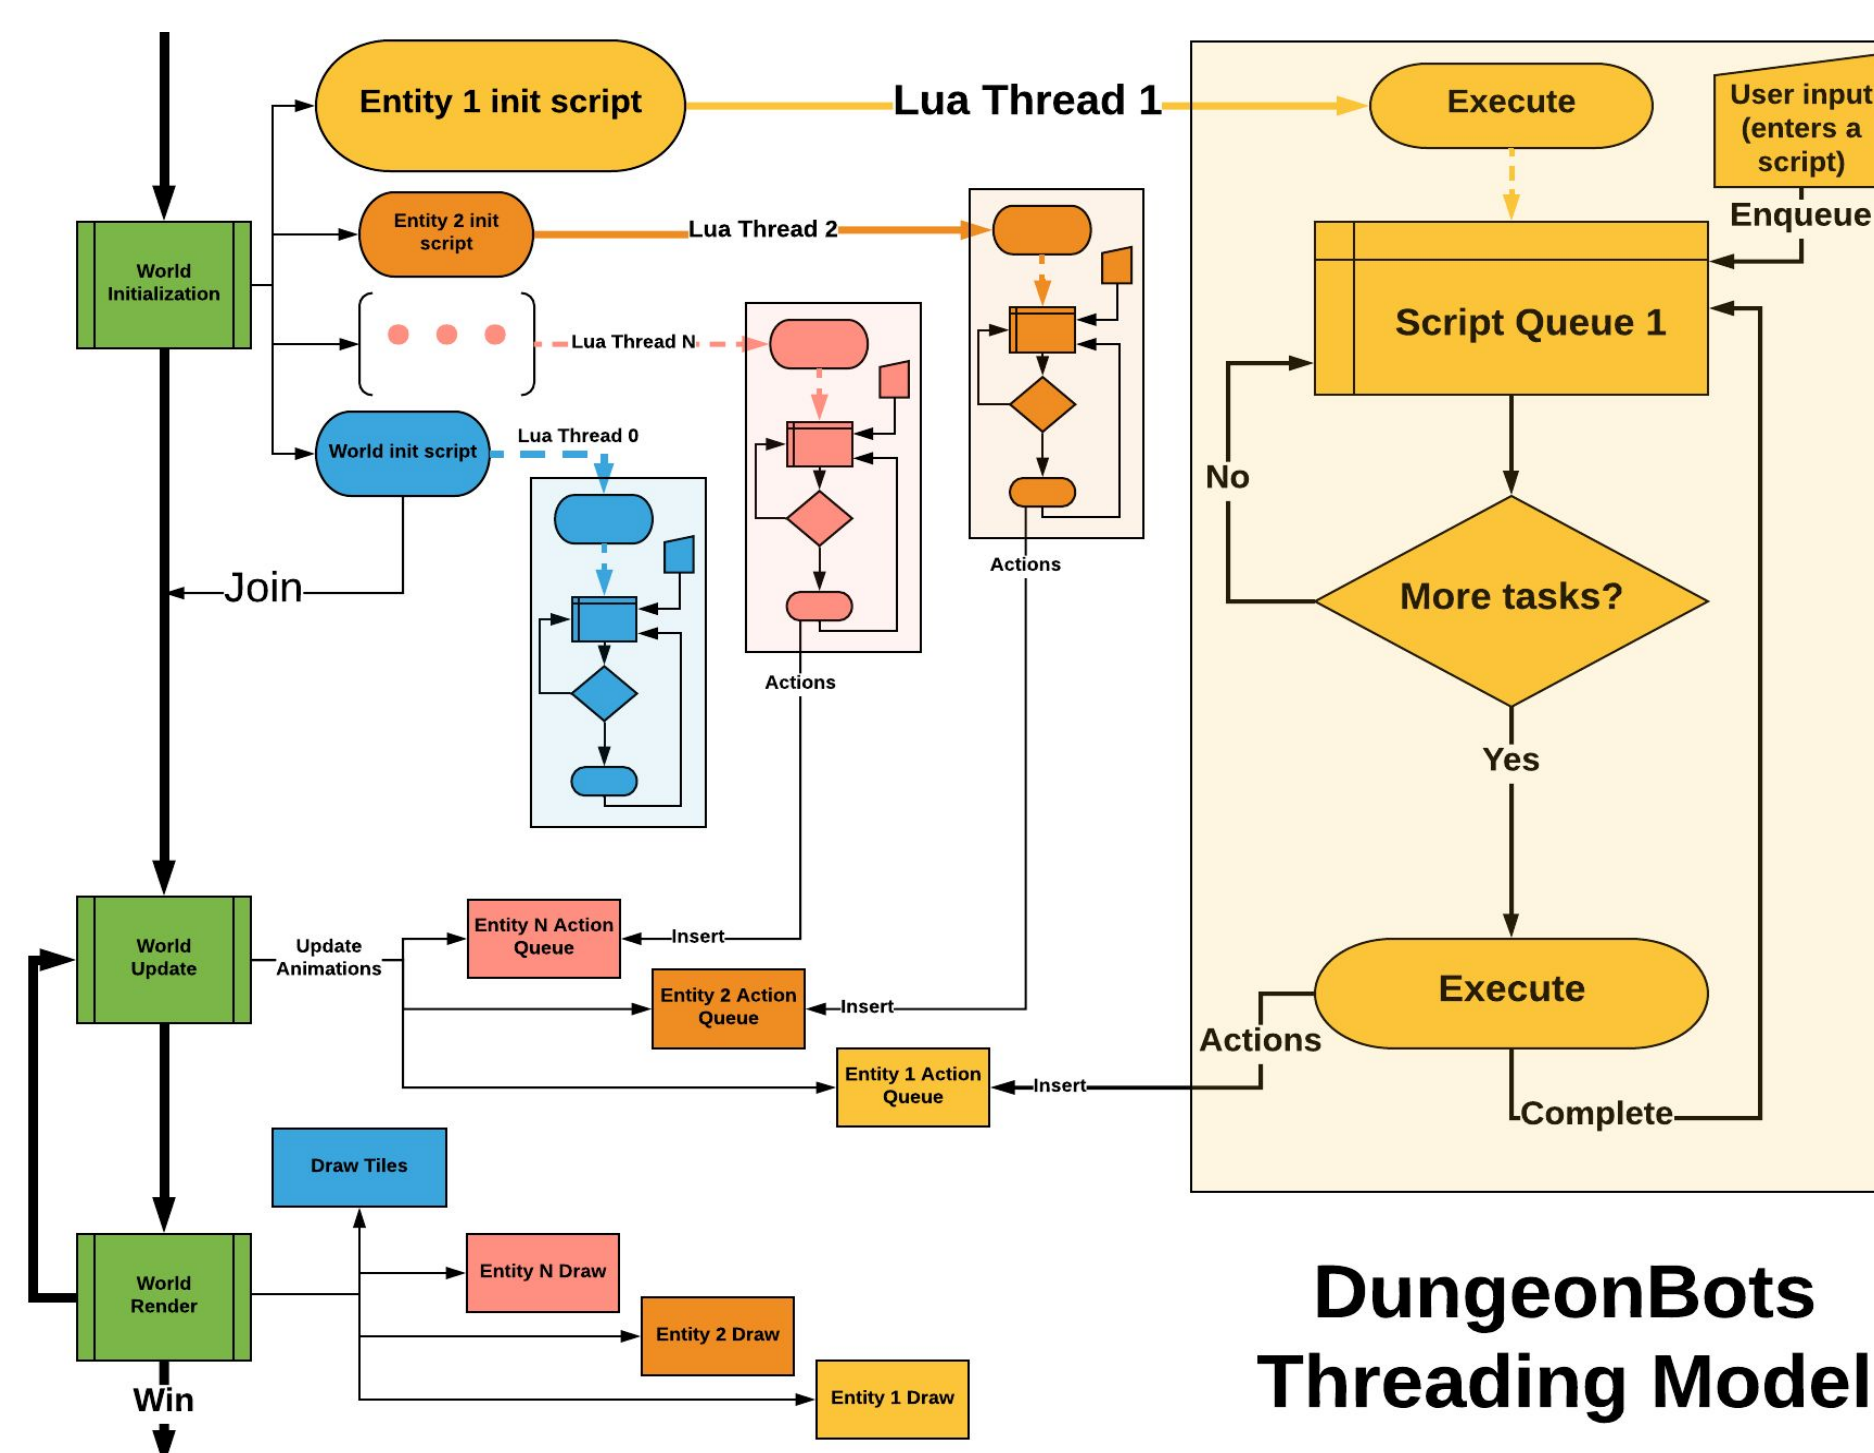 Entity 1 init script
Lua Thread 1
Execute
User input
(enters a
script)
Enqueue
Entity 2 init
script
Lua Thread 2
World
Initialization
Script Queue 1
Lua Thread N
World init script
Lua Thread 0
No
Join
Actions
More tasks?
Actions
Yes
World
Update
Update
Animations
Entity N Action
Queue
Insert
Entity 2 Action
Queue
Insert
Execute
Actions
Entity 1 Action
Queue
Insert
Complete
Draw Tiles
World
Render
Entity N Draw
Entity 2 Draw
Entity 1 Draw
Win
DungeonBots
Threading Model